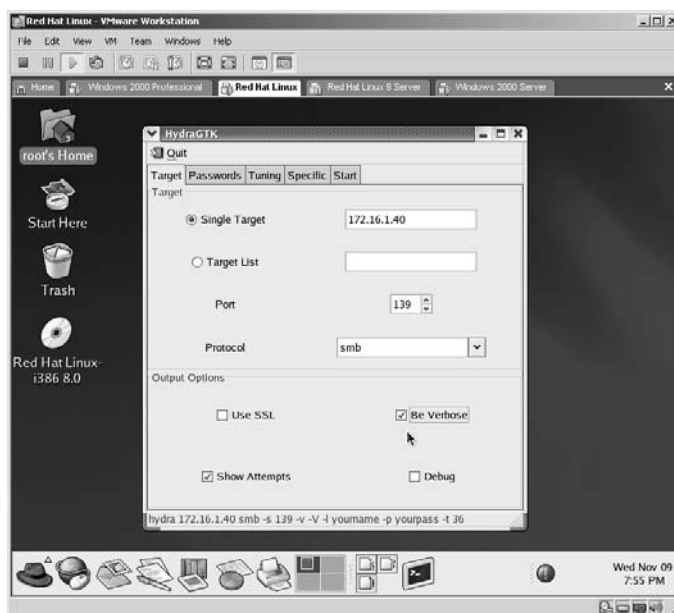 Red Hat Linux - VMware Workstation
File Edit View VM Team Windows Help
Home Windows 2000 Professional Red Hat Linux Red Hat Linux 8 Server Windows 2000 Server
root's Home
Start Here
Trash
Red Hat Linux-
i386 8.0
HydraGTK
Quit
Target Passwords Tuning Specific Start
Target
Single Target 172.16.1.40
Target List
Port 139
Protocol smb
Output Options
Use SSL Be Verbose
Show Attempts Debug
hydra 172.16.1.40 smb -s 139 -v -V -l yourname -p yourpass -t 36
Wed Nov 09
7:55 PM